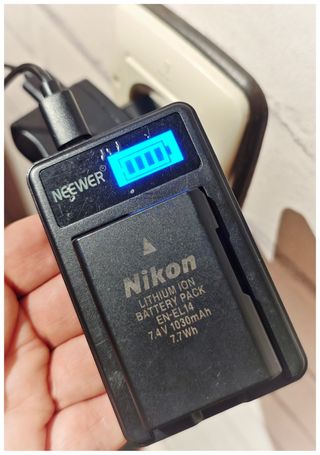 NEEWER®
Nikon
LITHIUM ION
BATTERY PACK
EN-EL14
7.4V 1030mAh
7.7Wh